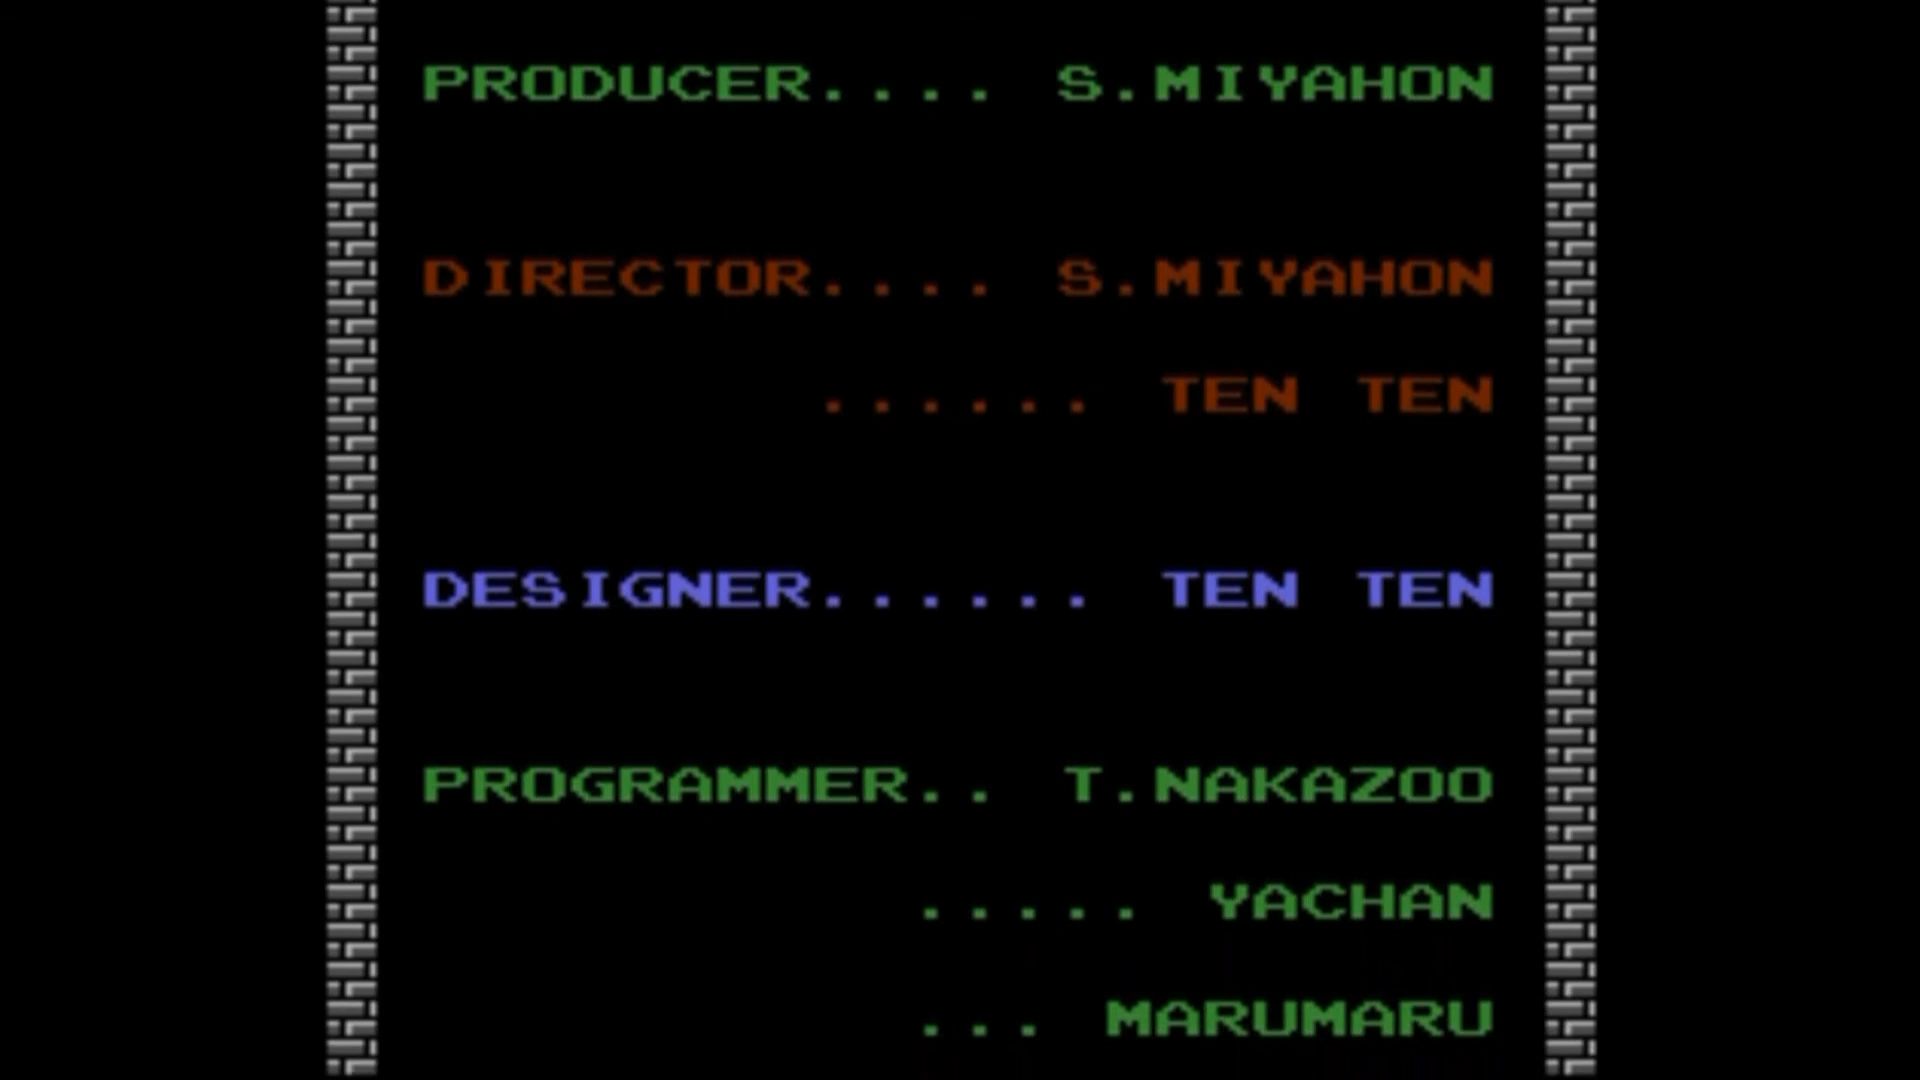 PRODUCER.... S.MIYAHON
DIRECTOR.... S.MIYAHON
...... TEN TEN
DESIGNER...... TEN TEN
PROGRAMMER.. T.NAKAZOO
..... YACHAN
... MARUMARU